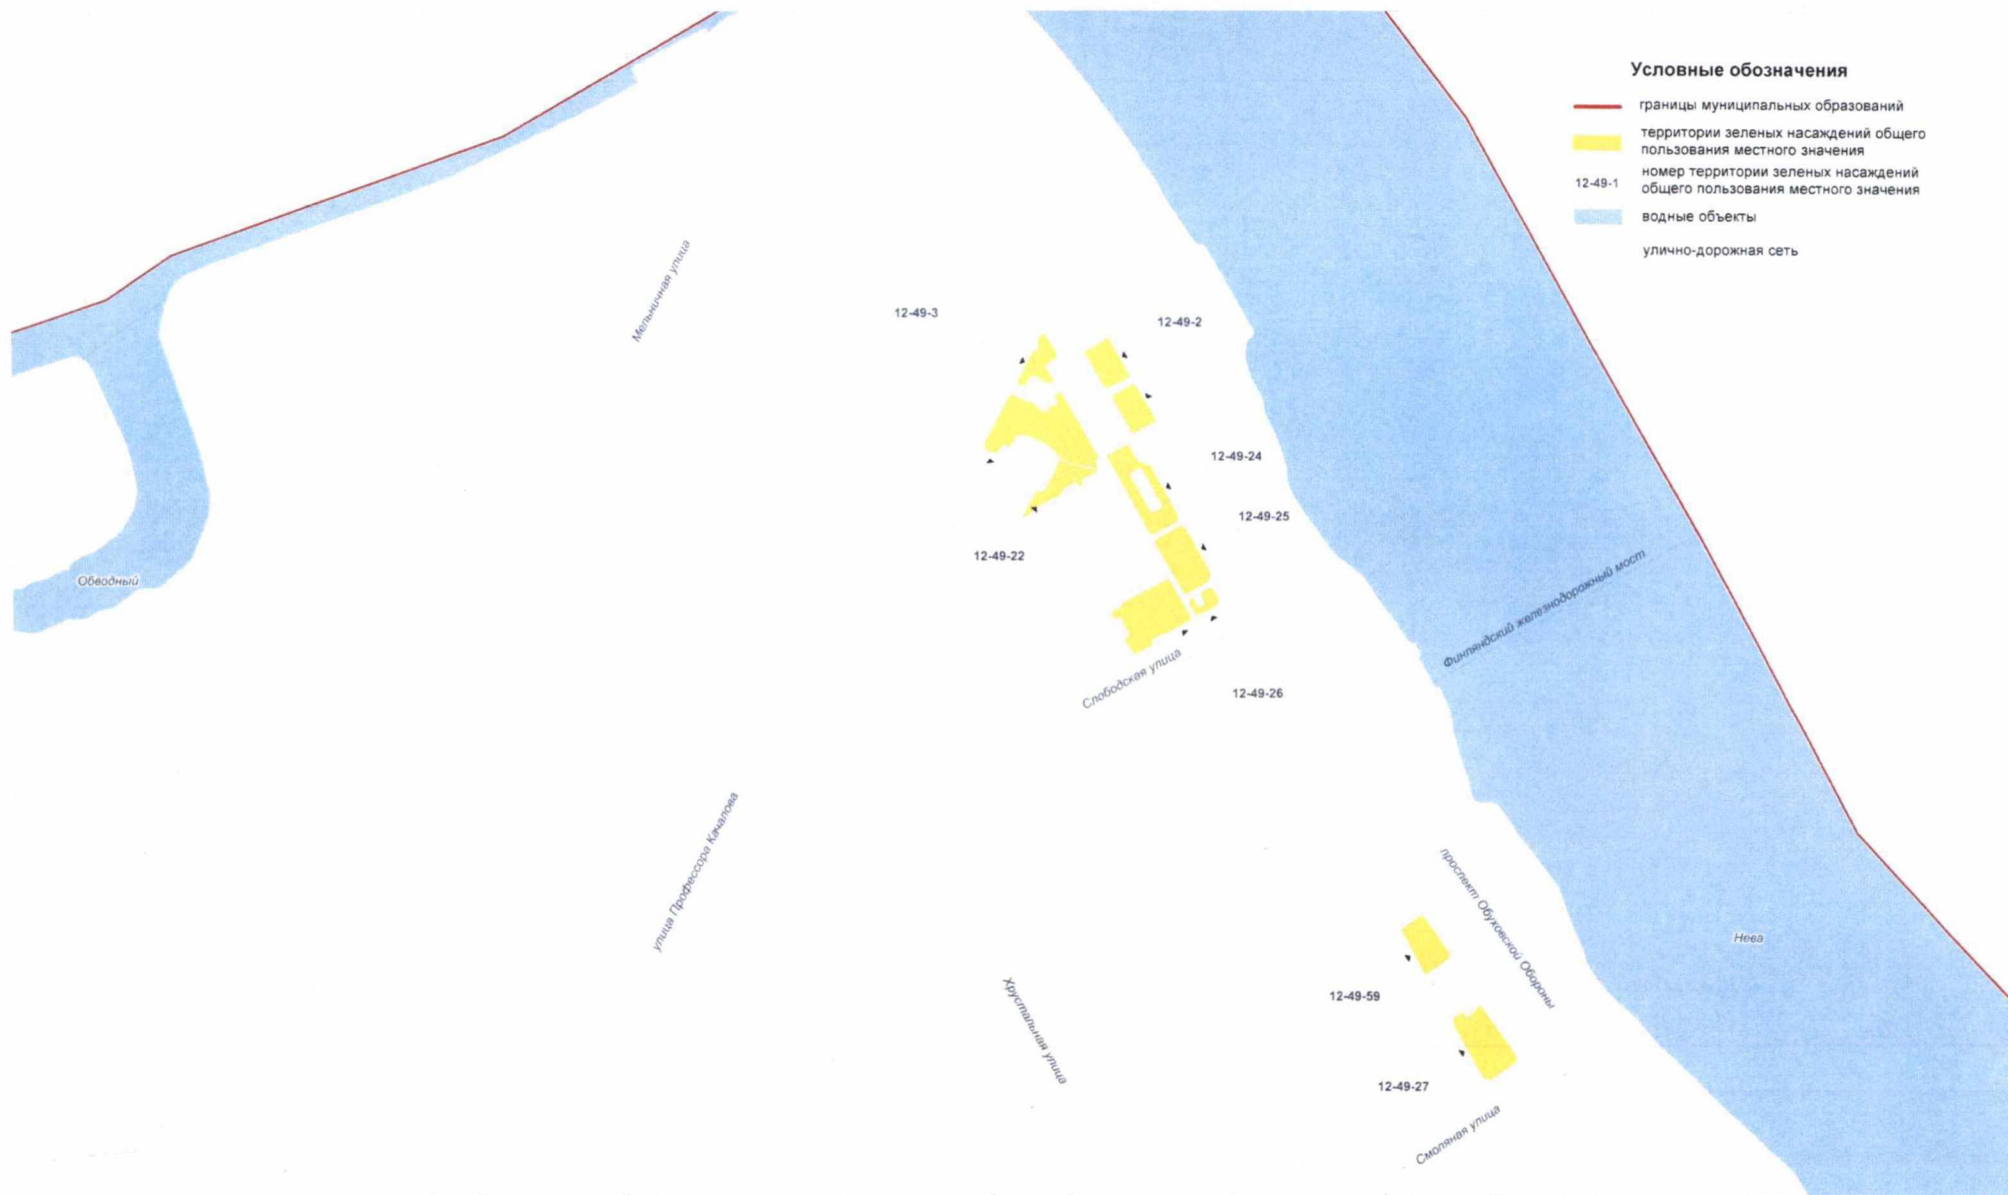 Условные обозначения
границы муниципальных образований
территории зеленых насаждений общего
пользования местного значения
12-49-1
номер территории зеленых насаждений
общего пользования местного значения
водные объекты
улично-дорожная сеть
Мельничная улица
12-49-3
12-49-2
12-49-24
12-49-25
12-49-22
Обводный
Финляндский железнодорожный мост
Слободская улица
12-49-26
улица Профессора Качалова
проспект Обуховской Обороны
Нева
12-49-59
Хрустальная улица
12-49-27
Смоляная улица